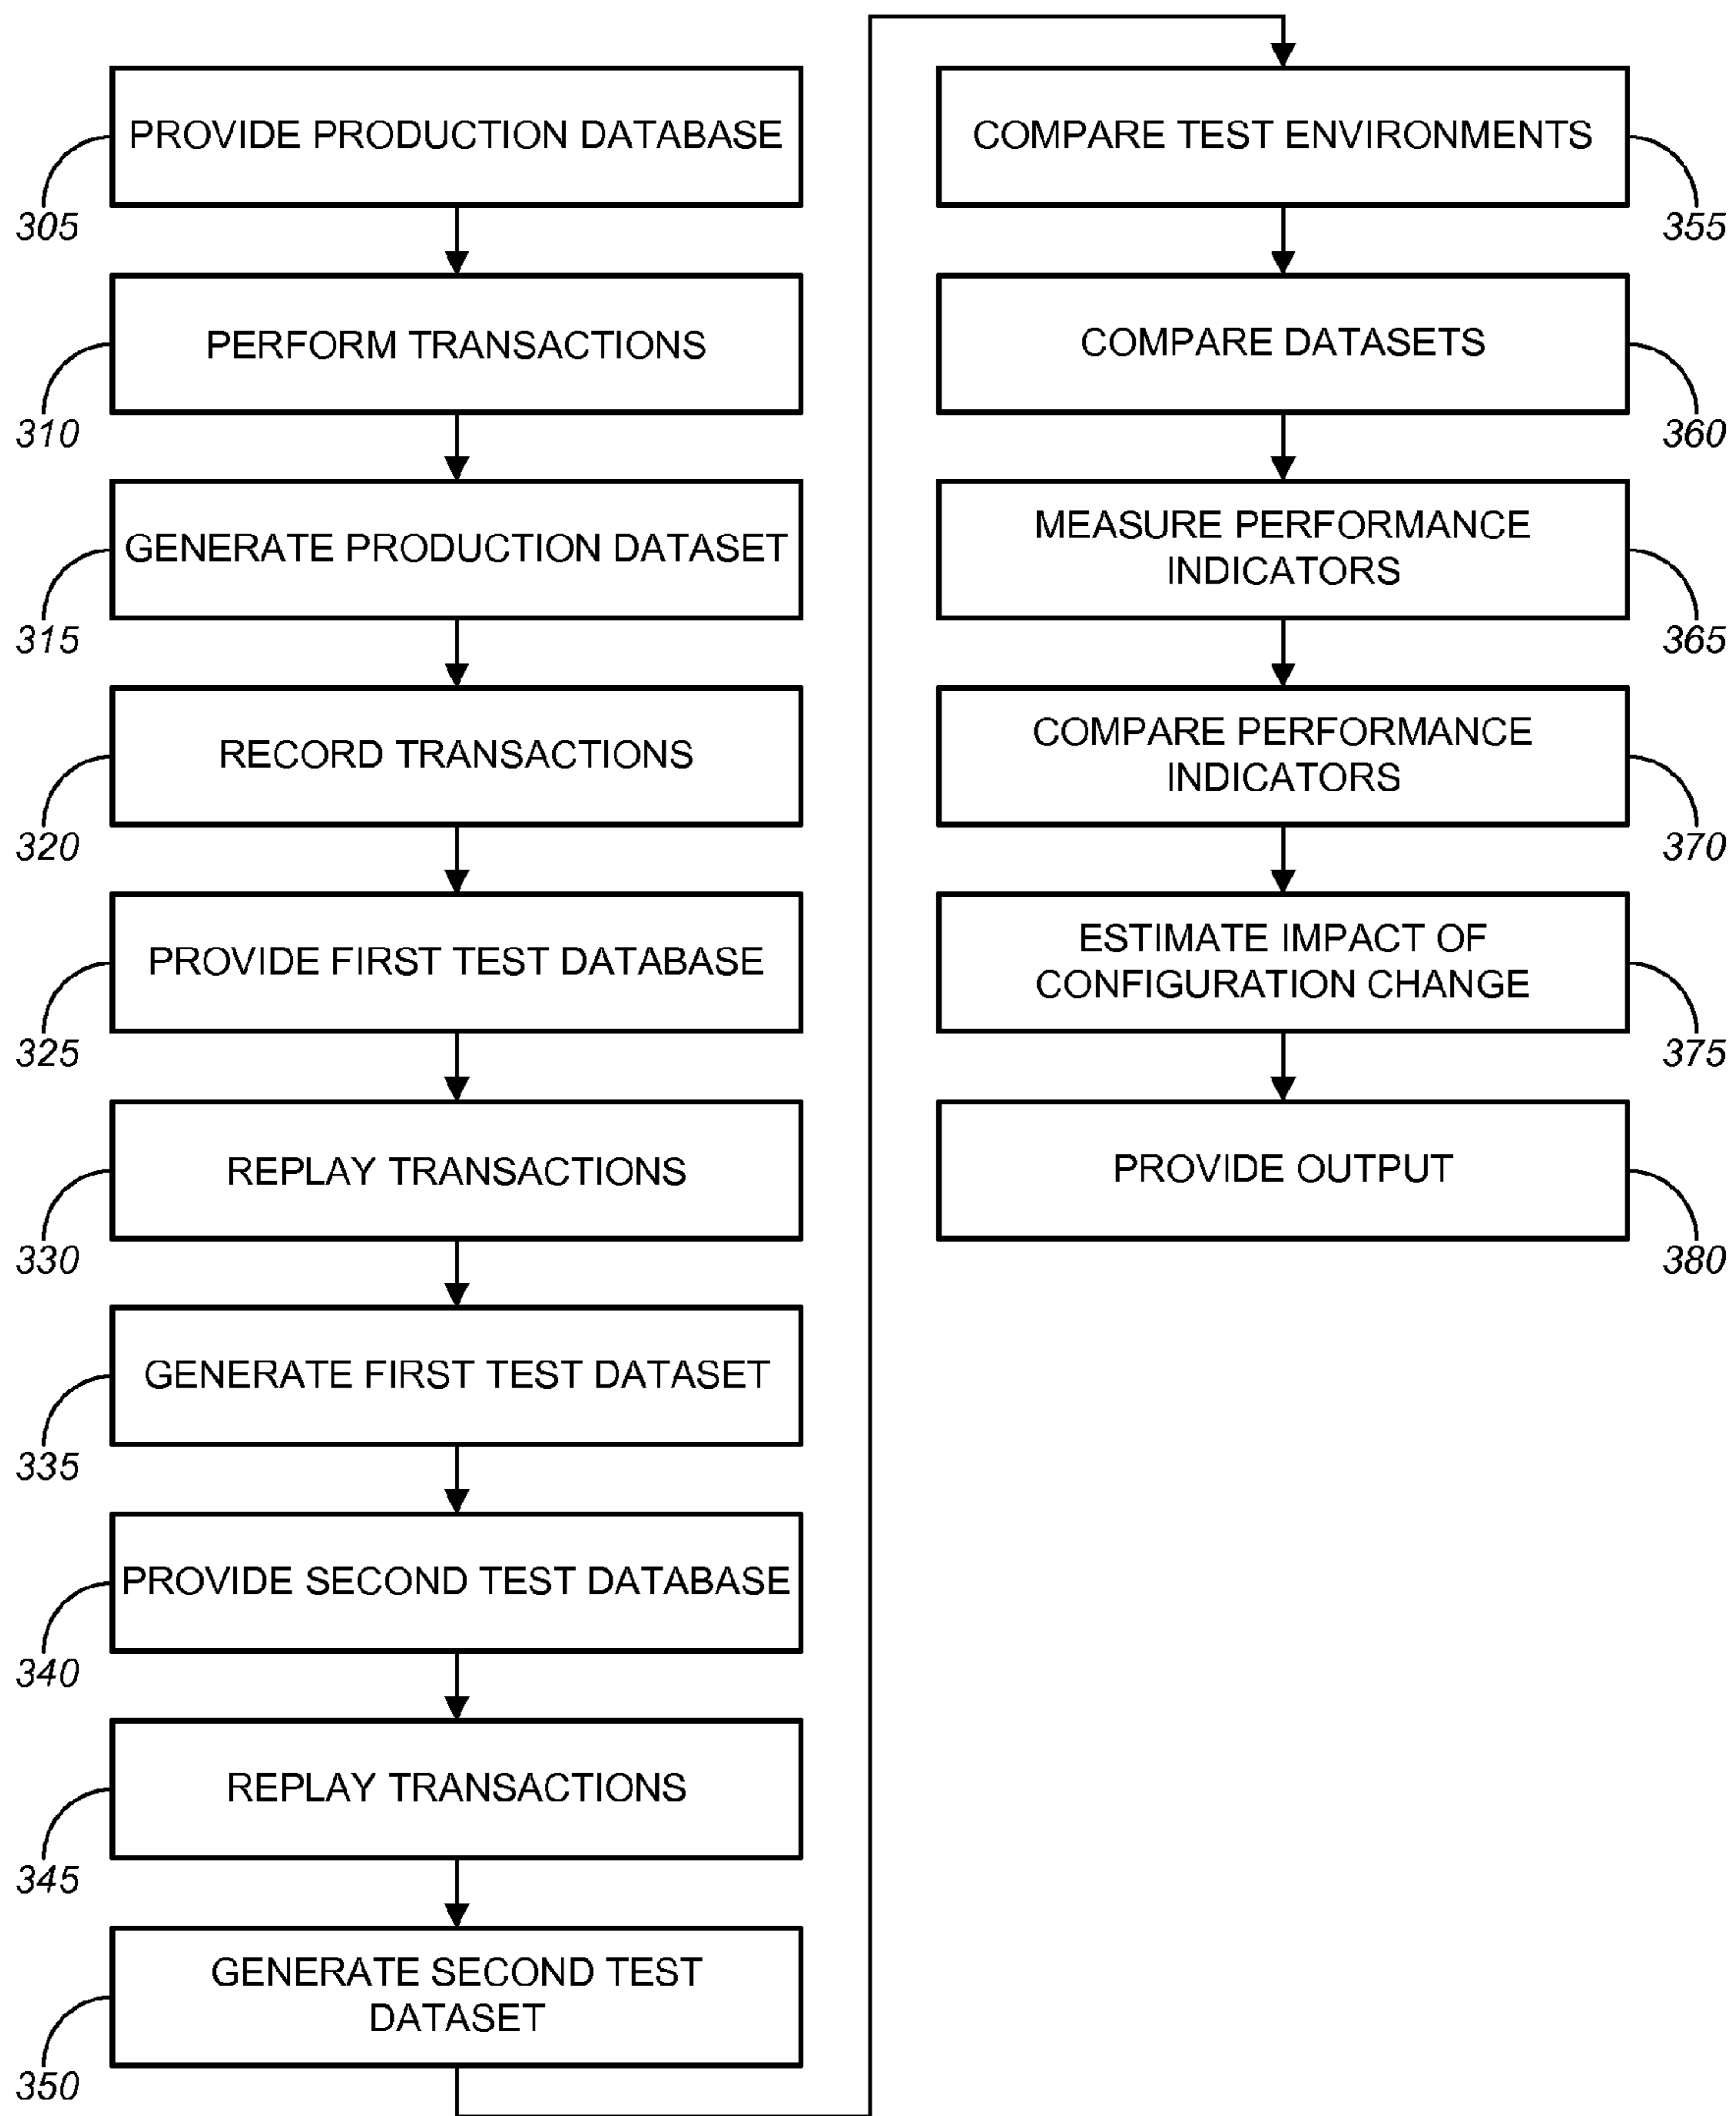 PROVIDE PRODUCTION DATABASE
305
PERFORM TRANSACTIONS
310
GENERATE PRODUCTION DATASET
315
RECORD TRANSACTIONS
320
PROVIDE FIRST TEST DATABASE
325
REPLAY TRANSACTIONS
330
GENERATE FIRST TEST DATASET
335
PROVIDE SECOND TEST DATABASE
340
REPLAY TRANSACTIONS
345
GENERATE SECOND TEST
DATASET
350
COMPARE TEST ENVIRONMENTS
355
COMPARE DATASETS
360
MEASURE PERFORMANCE
INDICATORS
365
COMPARE PERFORMANCE
INDICATORS
370
ESTIMATE IMPACT OF
CONFIGURATION CHANGE
375
PROVIDE OUTPUT
380